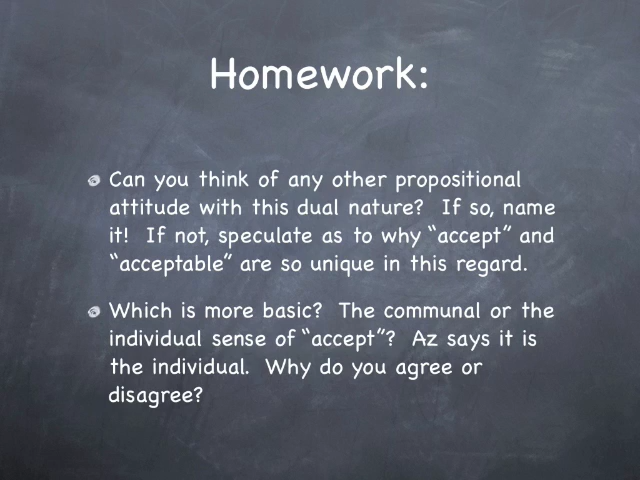 Homework:
Can you think of any other propositional
attitude with this dual nature? If so, name
it! If not, speculate as to why “accept” and
“acceptable” are so unique in this regard.
Which is more basic? The communal or the
individual sense of “accept”? Az says it is
the individual. Why do you agree or
disagree?